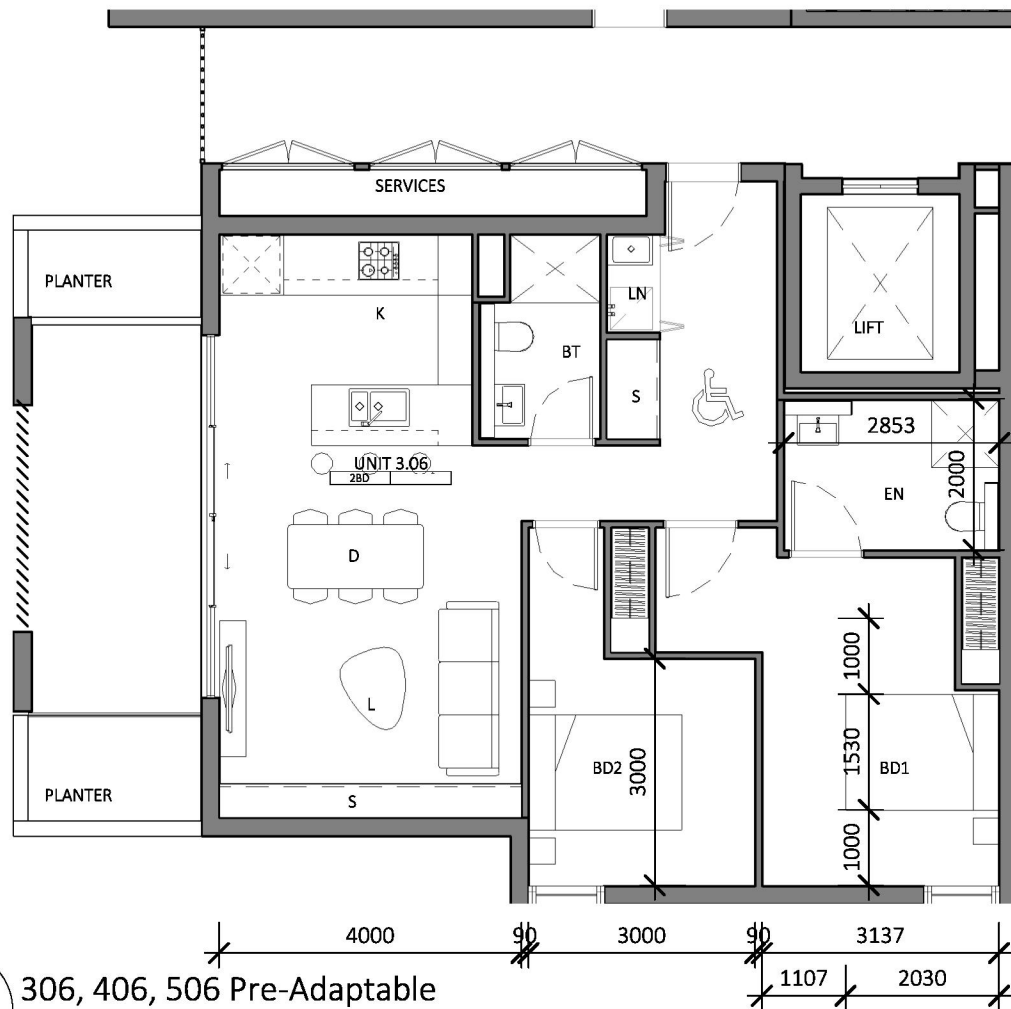 SERVICES
PLANTER
K
LN
BT
LIFT
S
2853
UNIT 3.06
2BD
EN
2000
D
1000
L
BD2
3000
1530
BD1
PLANTER
S
1000
4000
90
3000
90
3137
1107
2030
306, 406, 506 Pre-Adaptable